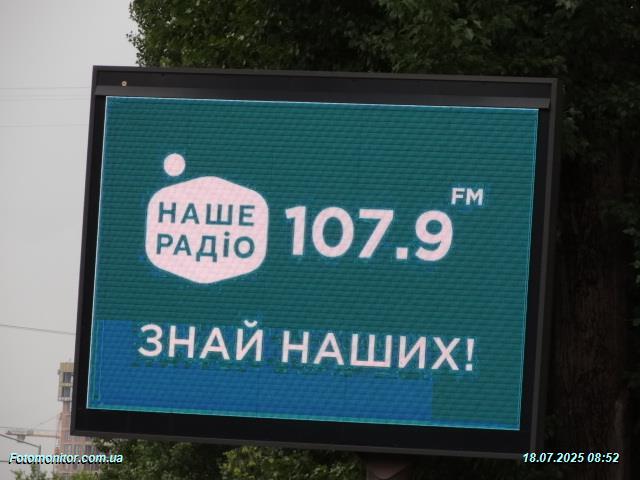 НАШЕ
РАДіО
107.9 FM
ЗНАЙ НАШИХ!
Fotomonitor.com.ua
18.07.2025 08:52